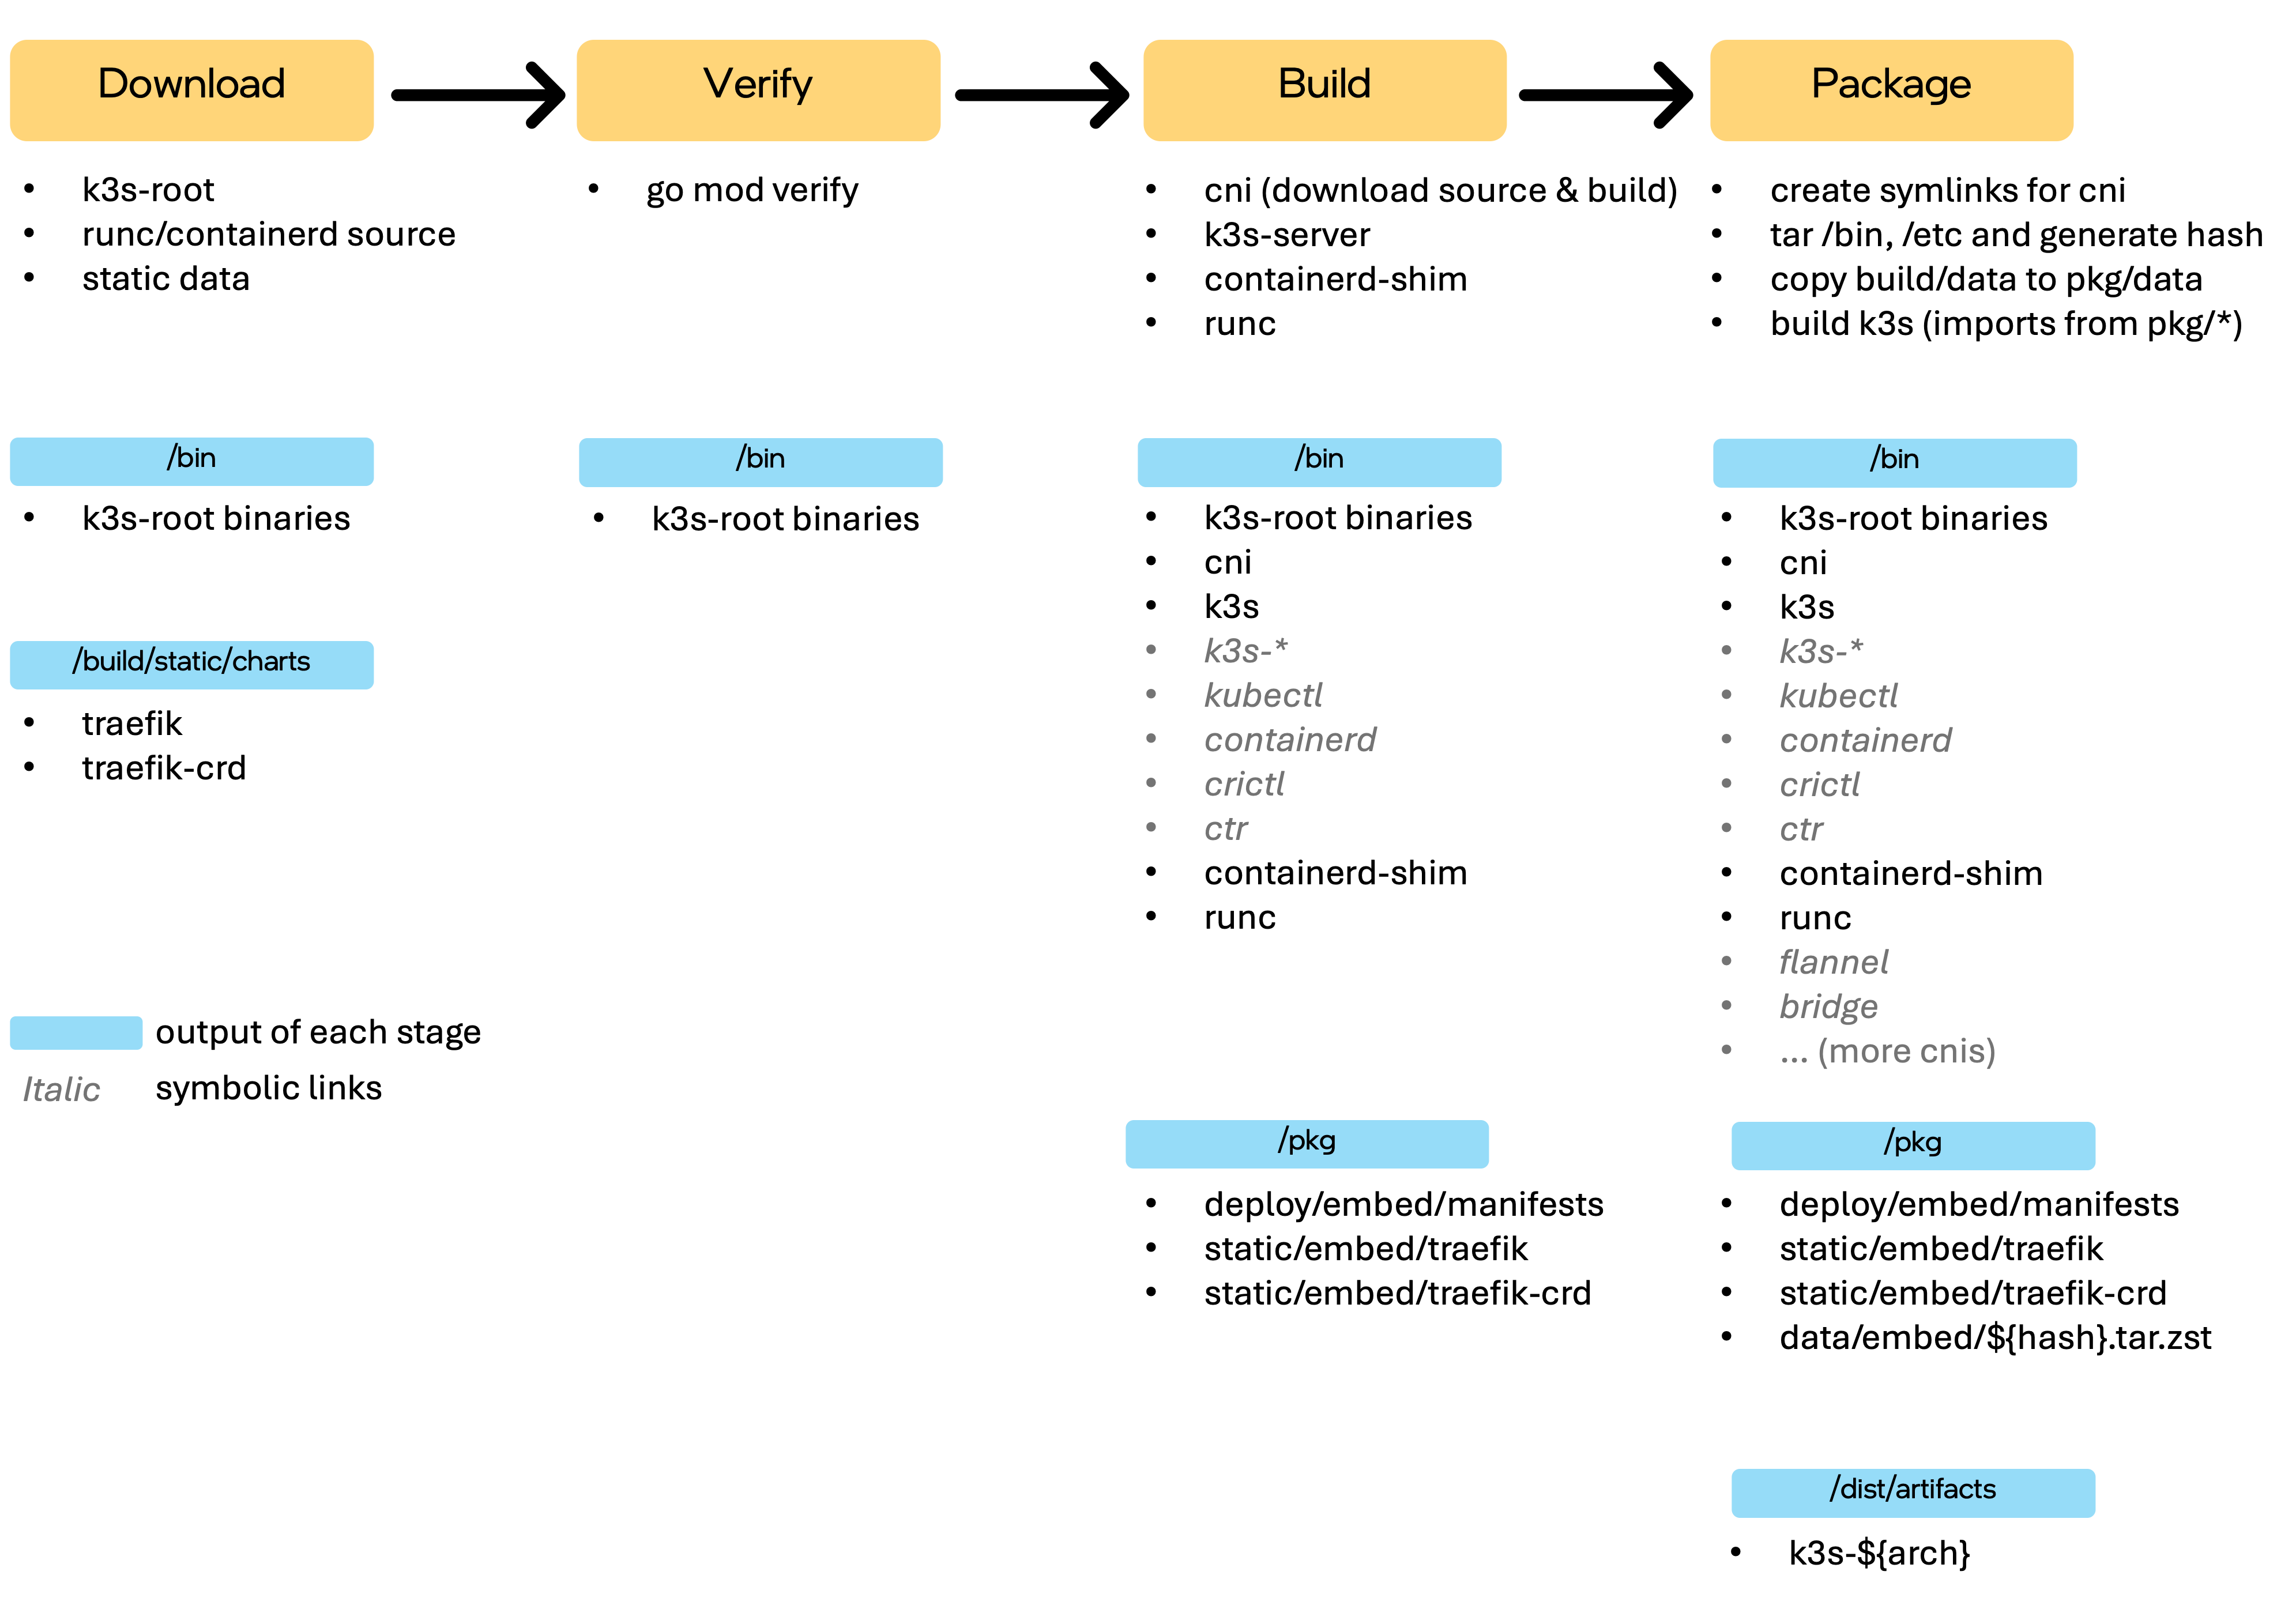 Download
Verify
Build
Package
• k3s-root
• runc/containerd source
• static data
• go mod verify
• cni (download source & build)
• k3s-server
• containerd-shim
• runc
• create symlinks for cni
• tar /bin, /etc and generate hash
• copy build/data to pkg/data
• build k3s (imports from pkg/*)
/bin
• k3s-root binaries
/build/static/charts
• traefik
• traefik-crd
output of each stage
Italic symbolic links
/bin
• k3s-root binaries
/bin
• k3s-root binaries
• cni
• k3s
• k3s-*
• kubectl
• containerd
• crictl
• ctr
• containerd-shim
• runc
/pkg
• deploy/embed/manifests
• static/embed/traefik
• static/embed/traefik-crd
/bin
• k3s-root binaries
• cni
• k3s
• k3s-*
• kubectl
• containerd
• crictl
• ctr
• containerd-shim
• runc
• flannel
• bridge
• ... (more cnis)
/pkg
• deploy/embed/manifests
• static/embed/traefik
• static/embed/traefik-crd
• data/embed/${hash}.tar.zst
/dist/artifacts
• k3s-${arch}